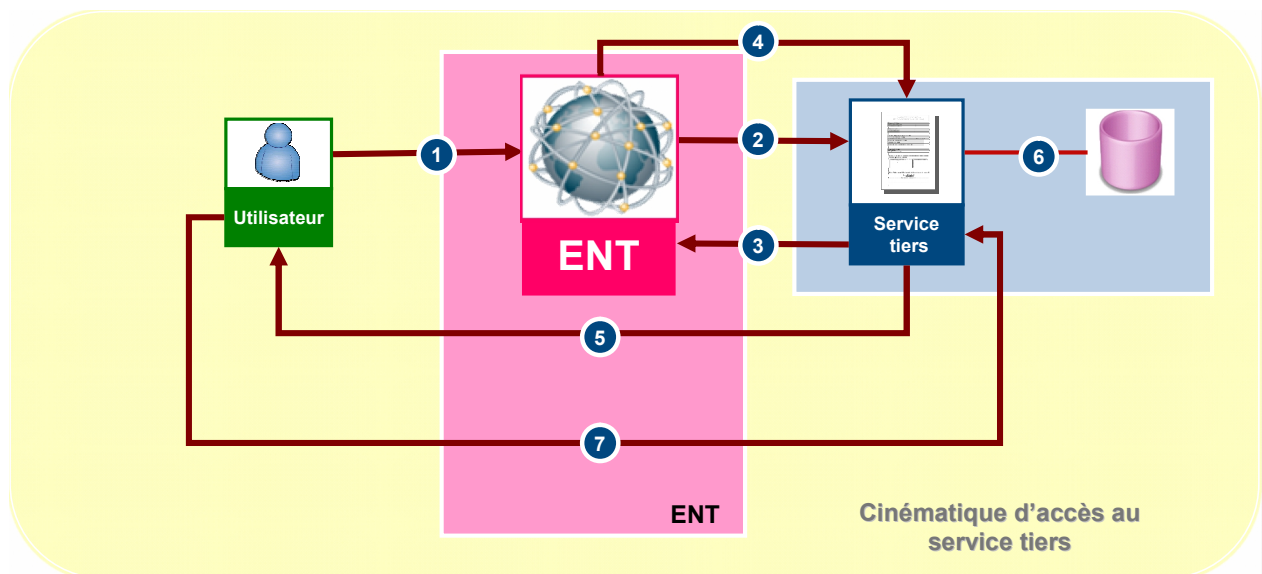 4
1
2
6
Utilisateur
Service
tiers
ENT
3
5
7
ENT
Cinématique d’accès au
service tiers